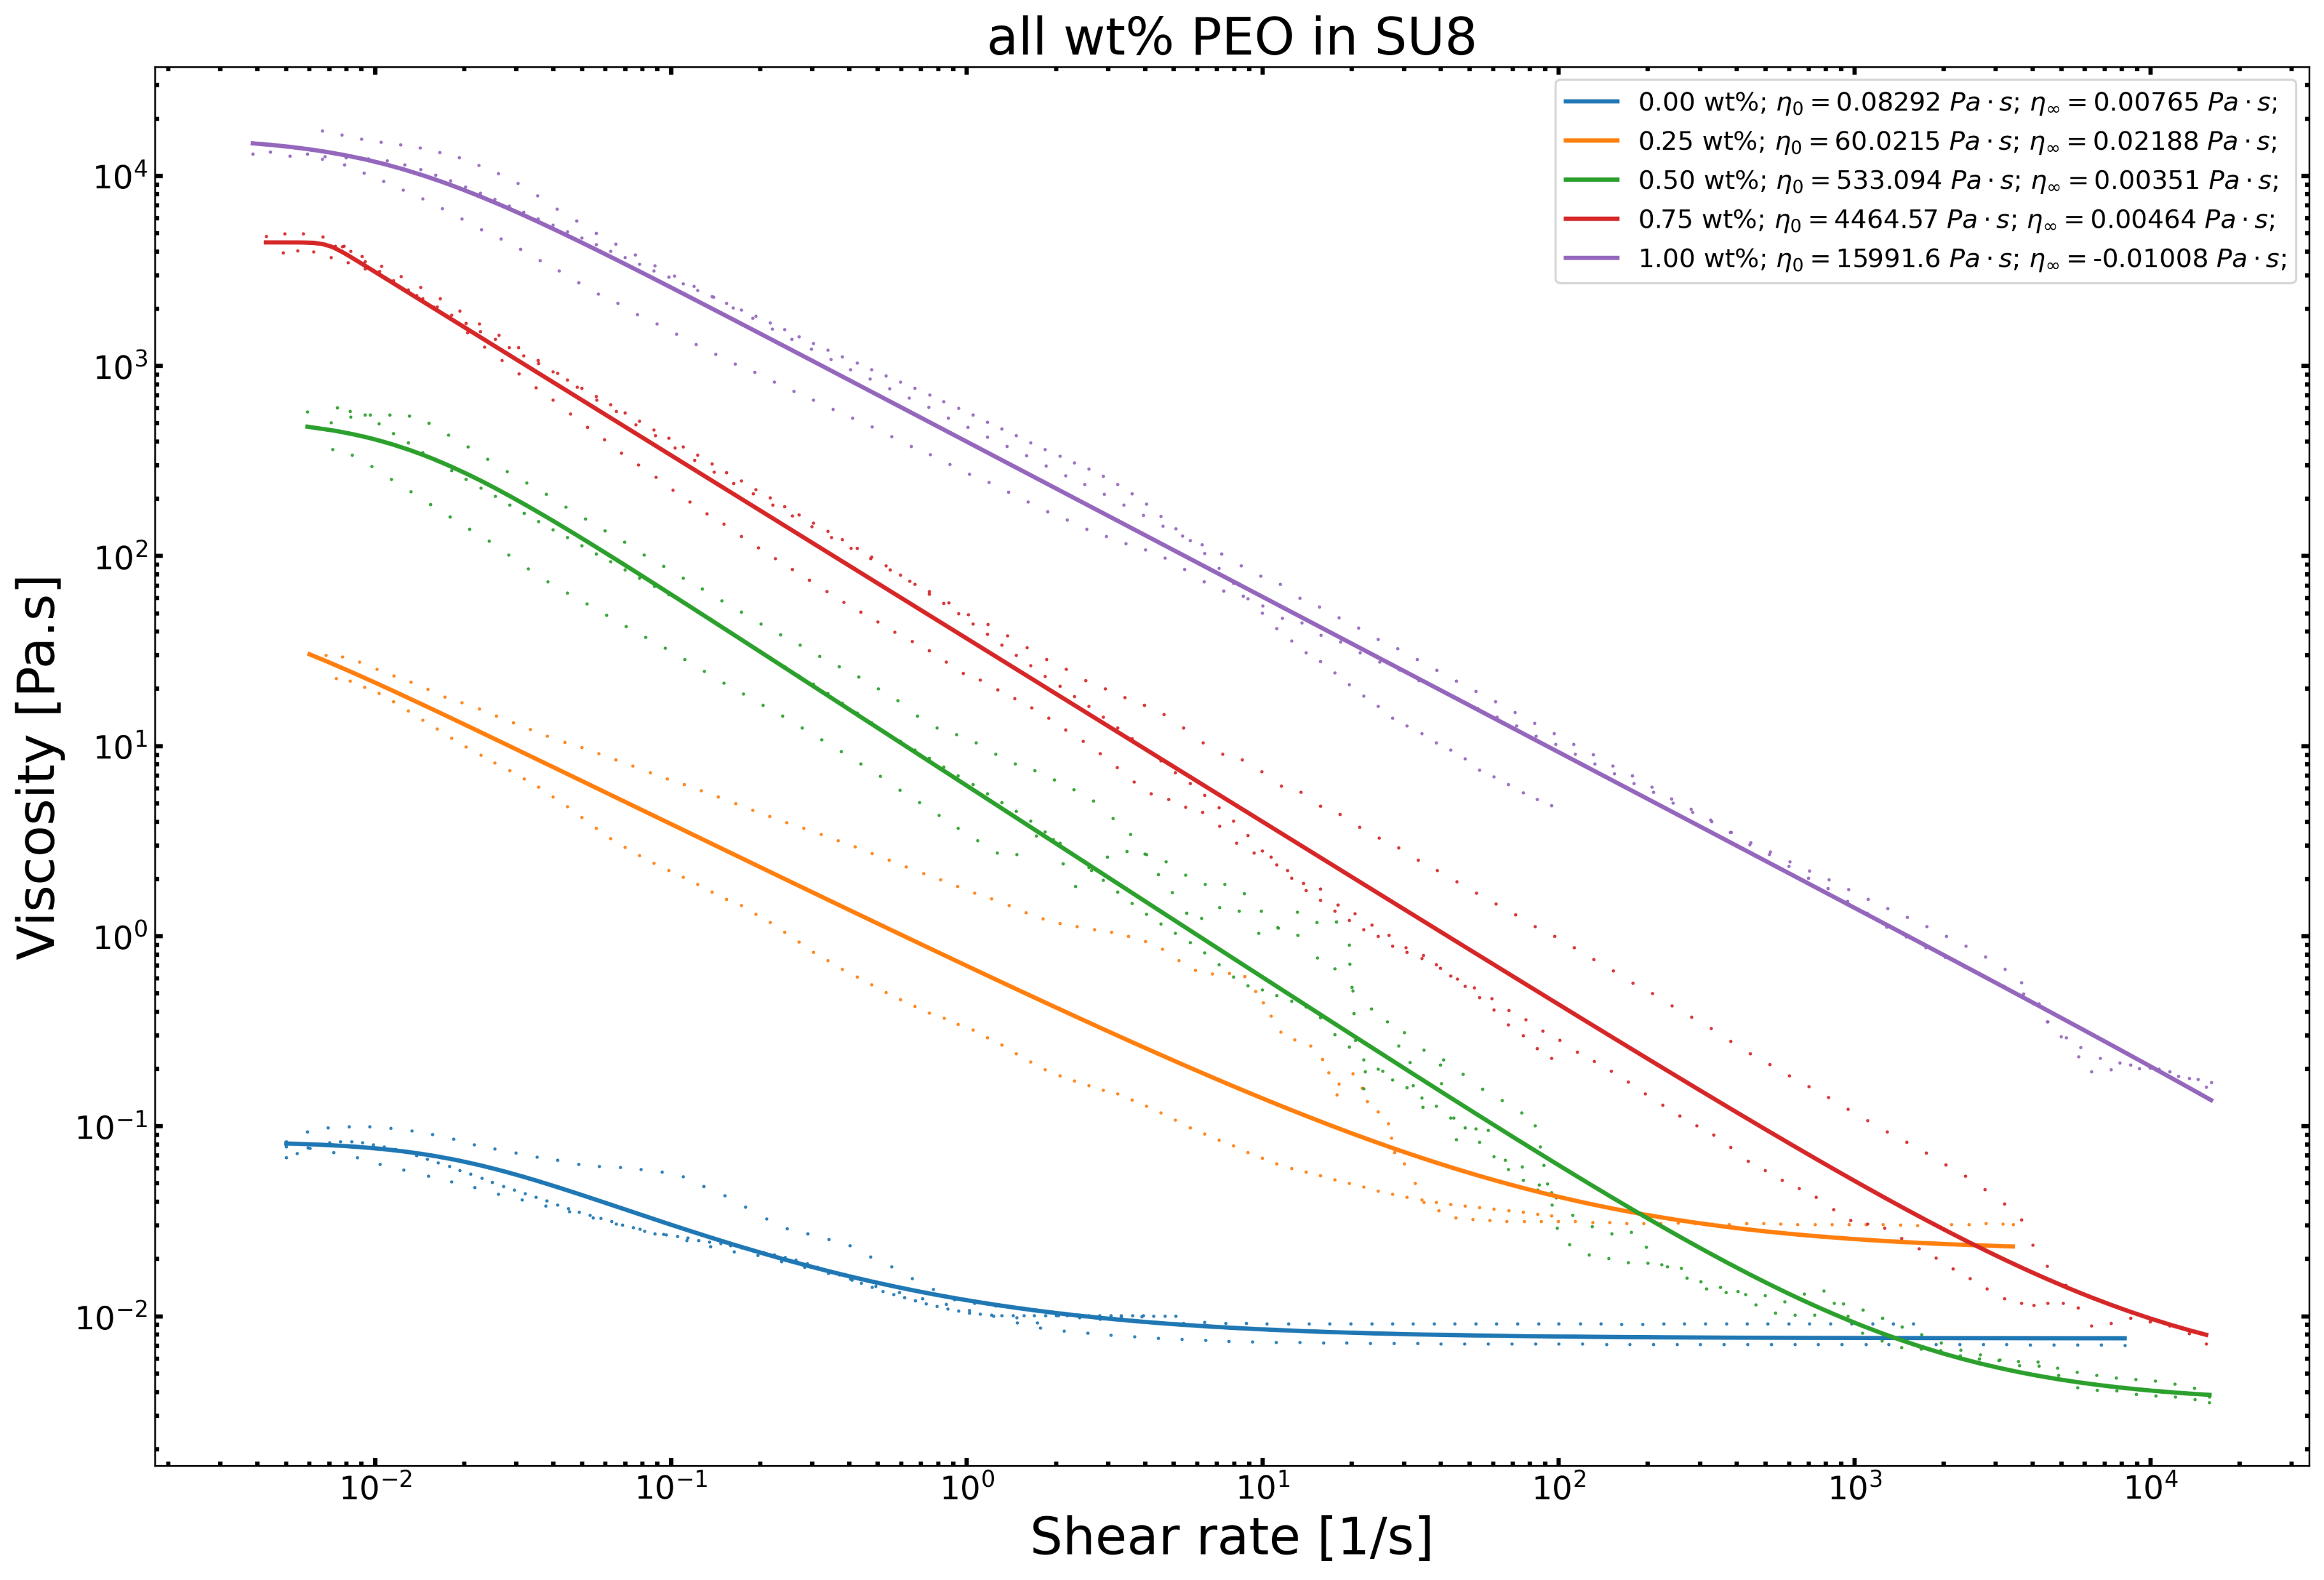 all wt% PEO in SU8
0.00 wt%; η₀ = 0.08292 Pa · s; η∞ = 0.00765 Pa · s;
0.25 wt%; η₀ = 60.0215 Pa · s; η∞ = 0.02188 Pa · s;
0.50 wt%; η₀ = 533.094 Pa · s; η∞ = 0.00351 Pa · s;
0.75 wt%; η₀ = 4464.57 Pa · s; η∞ = 0.00464 Pa · s;
1.00 wt%; η₀ = 15991.6 Pa · s; η∞ = -0.01008 Pa · s;
Viscosity [Pa.s]
10⁴
10³
10²
10¹
10⁰
10⁻¹
10⁻²
10⁻² 10⁻¹ 10⁰ 10¹ 10² 10³ 10⁴
Shear rate [1/s]